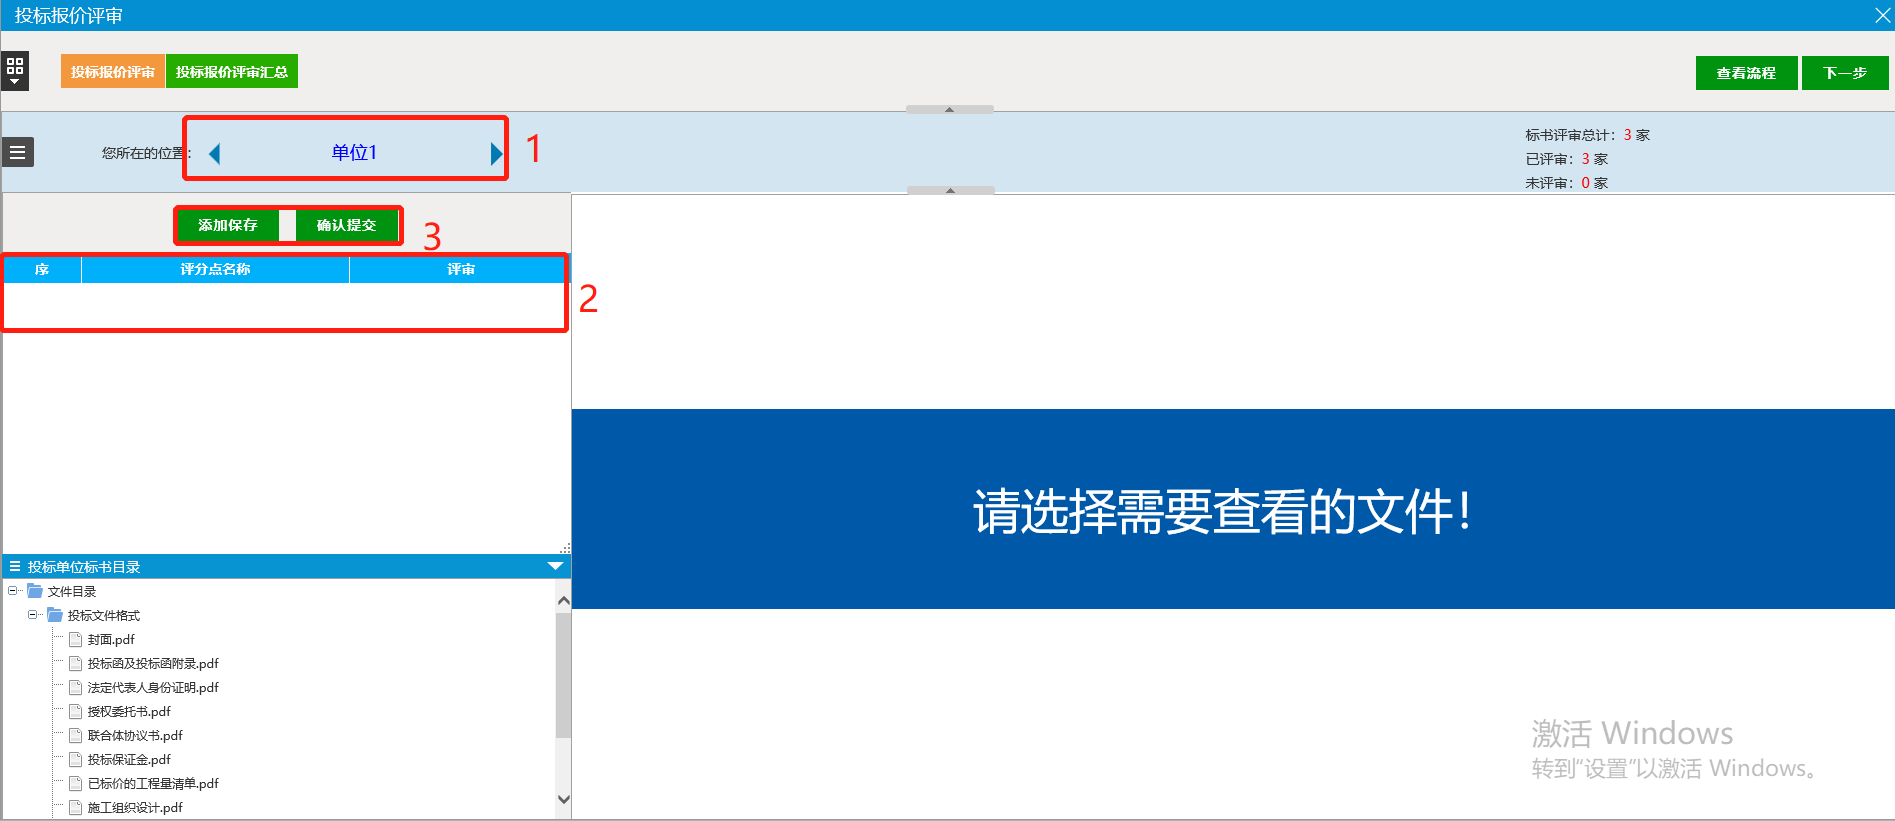 投标报价评审
投标报价评审 投标报价评审汇总 查看流程 下一步
您所在的位置： 单位1 1
标书评审总计：3 家
已评审：3 家
未评审：0 家
添加保存 确认提交 3
序 评分点名称 评审
2
请选择需要查看的文件！
投标单位标书目录
文件目录
投标文件格式
封面.pdf
投标函及投标函附录.pdf
法定代表人身份证明.pdf
授权委托书.pdf
联合体协议书.pdf
投标保证金.pdf
已标价的工程量清单.pdf
施工组织设计.pdf
激活 Windows
转到"设置"以激活 Windows。